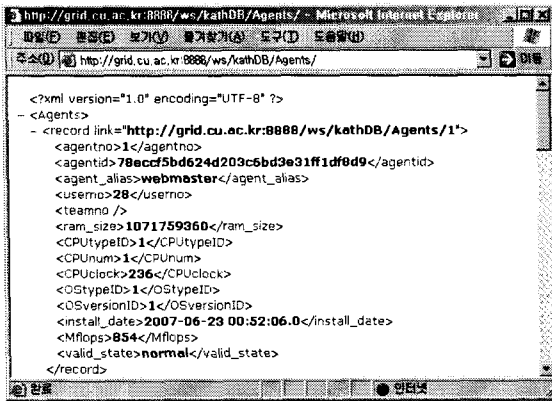 http://grid.cu.ac.kr:8888/ws/kathDB/Agents/ - Microsoft Internet Explorer
파일(F) 편집(E) 보기(V) 즐겨찾기(A) 도구(T) 도움말(H)
주소(D) http://grid.cu.ac.kr:8888/ws/kathDB/Agents/ 이동
<?xml version="1.0" encoding="UTF-8" ?>
- <Agents>
- <record link="http://grid.cu.ac.kr:8888/ws/kathDB/Agents/1">
<agentno>1</agentno>
<agentid>78eccf5bd624d203c6bd3e31ff1df8d9</agentid>
<agent_alias>webmaster</agent_alias>
<userno>28</userno>
<teamno />
<ram_size>1071759360</ram_size>
<CPUtypeID>1</CPUtypeID>
<CPUnum>1</CPUnum>
<CPUclock>236</CPUclock>
<OStypeID>1</OStypeID>
<OSversionID>1</OSversionID>
<install_date>2007-06-23 00:52:06.0</install_date>
<Mflops>854</Mflops>
<valid_state>normal</valid_state>
</record>
완료 인터넷